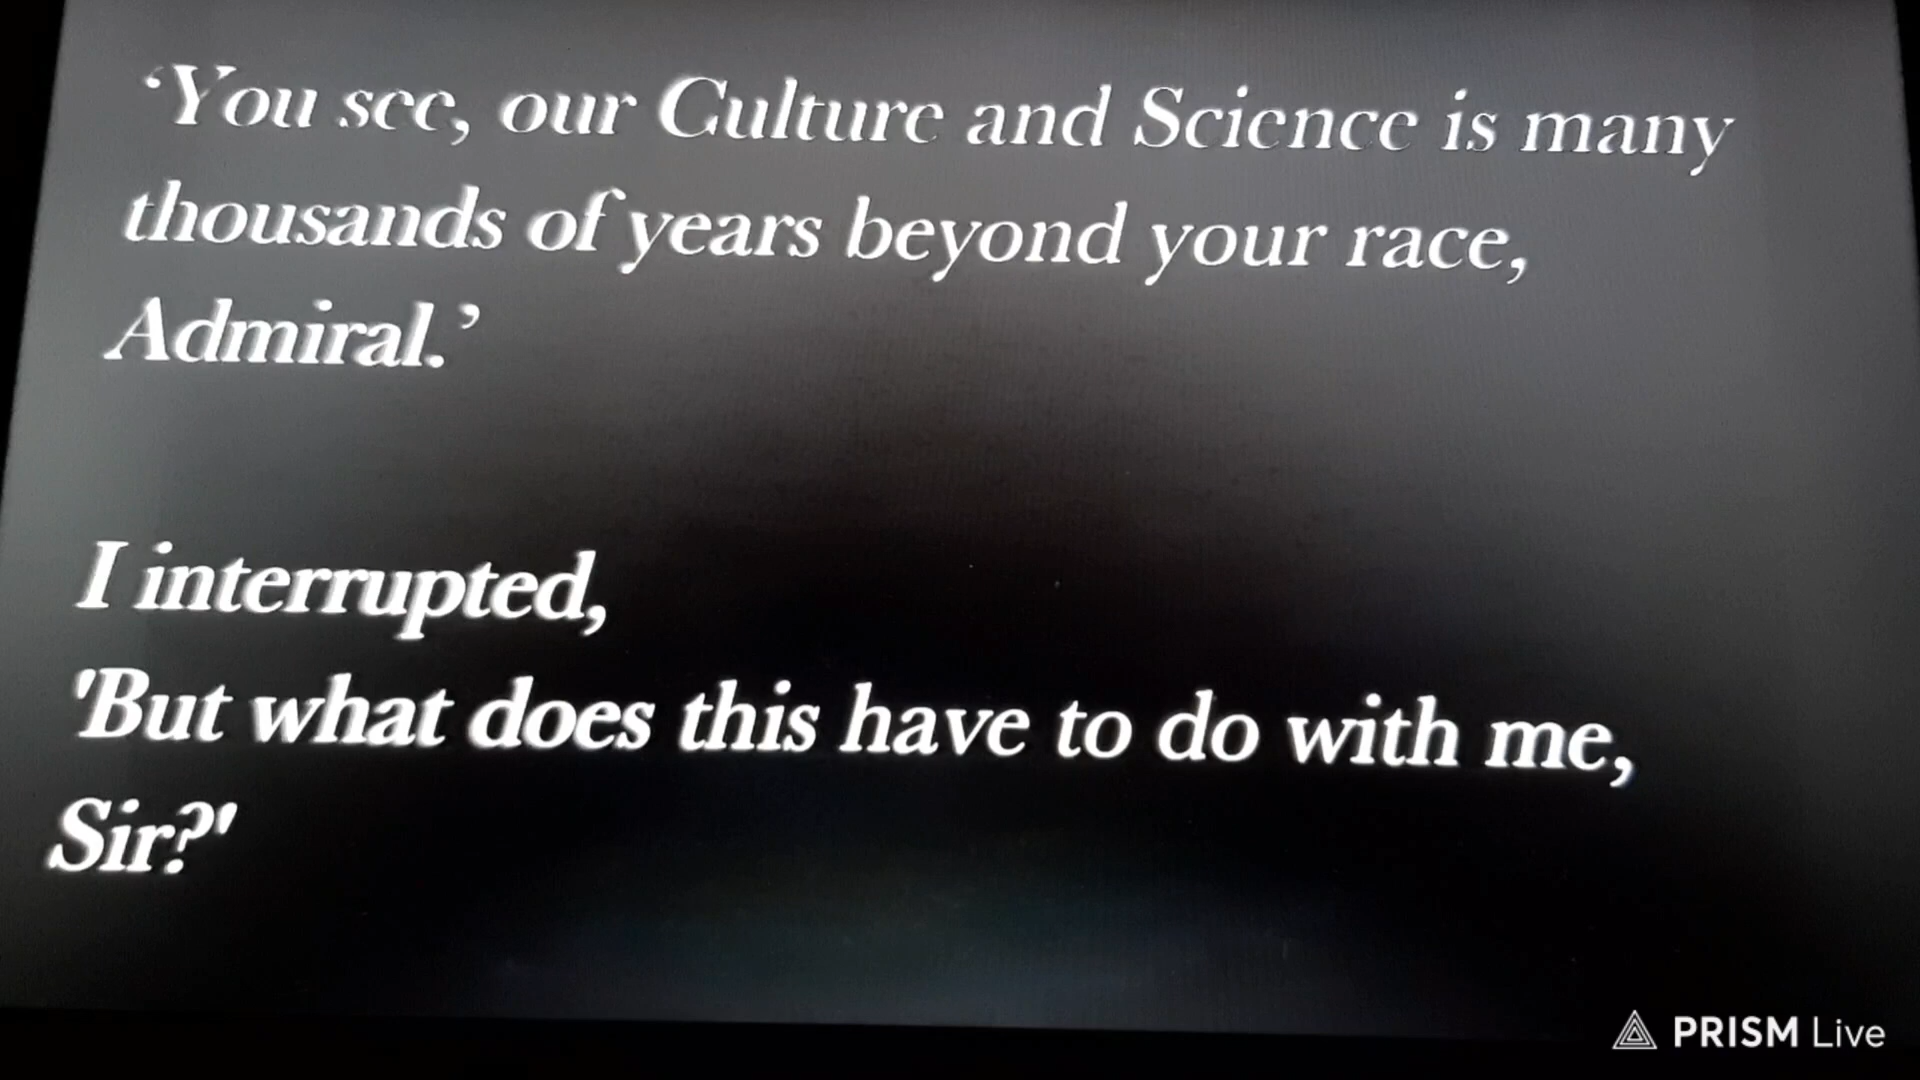 ‘You see, our Culture and Science is many
thousands of years beyond your race,
Admiral.’
I interrupted,
'But what does this have to do with me,
Sir?'
PRISM Live